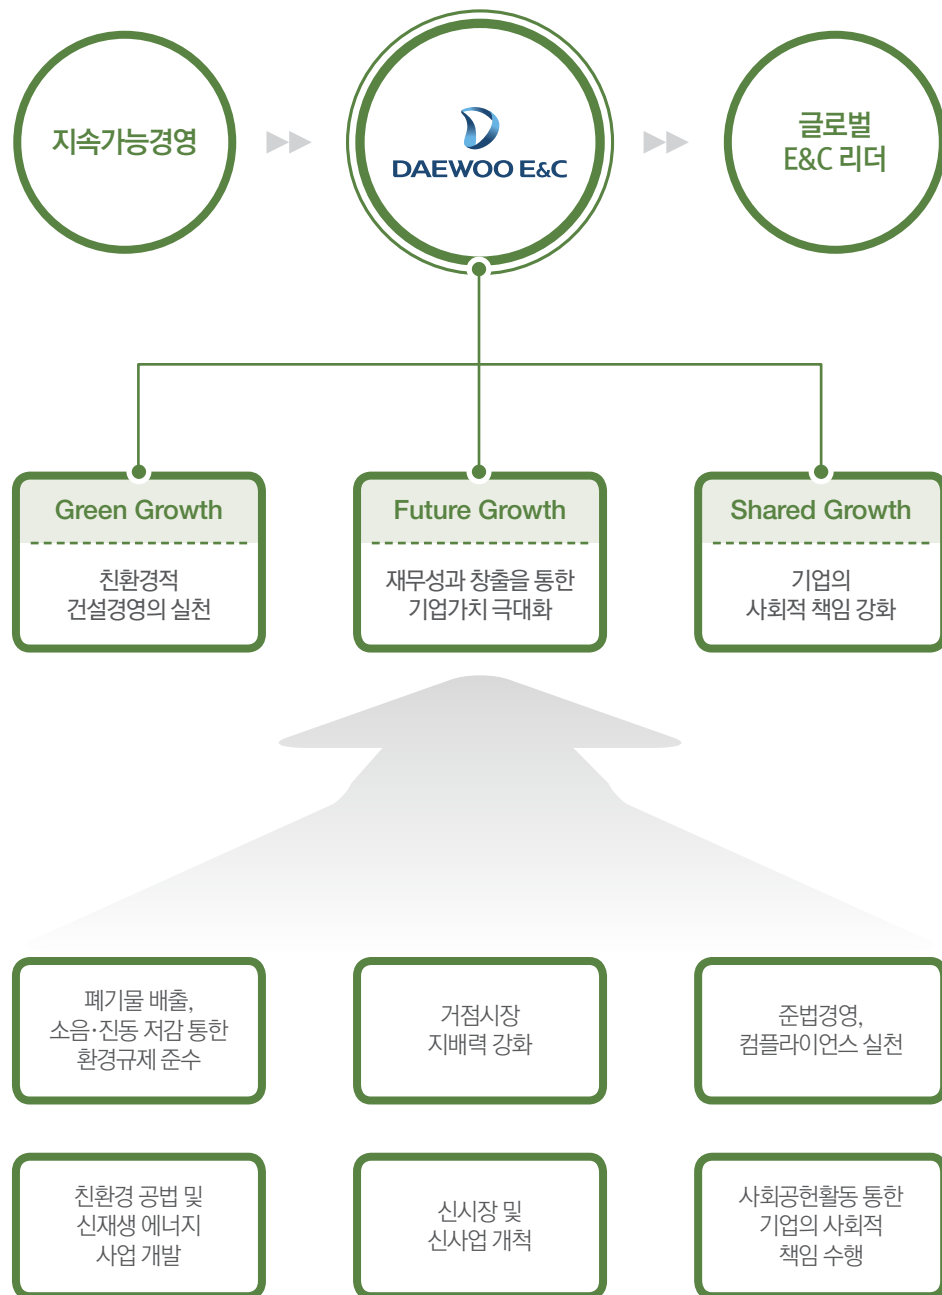 지속가능경영
DAEWOO E&C
글로벌
E&C 리더
Green Growth
친환경적
건설경영의 실천
Future Growth
재무성과 창출을 통한
기업가치 극대화
Shared Growth
기업의
사회적 책임 강화
폐기물 배출,
소음·진동 저감 통한
환경규제 준수
거점시장
지배력 강화
준법경영,
컴플라이언스 실천
친환경 공법 및
신재생 에너지
사업 개발
신시장 및
신사업 개척
사회공헌활동 통한
기업의 사회적
책임 수행